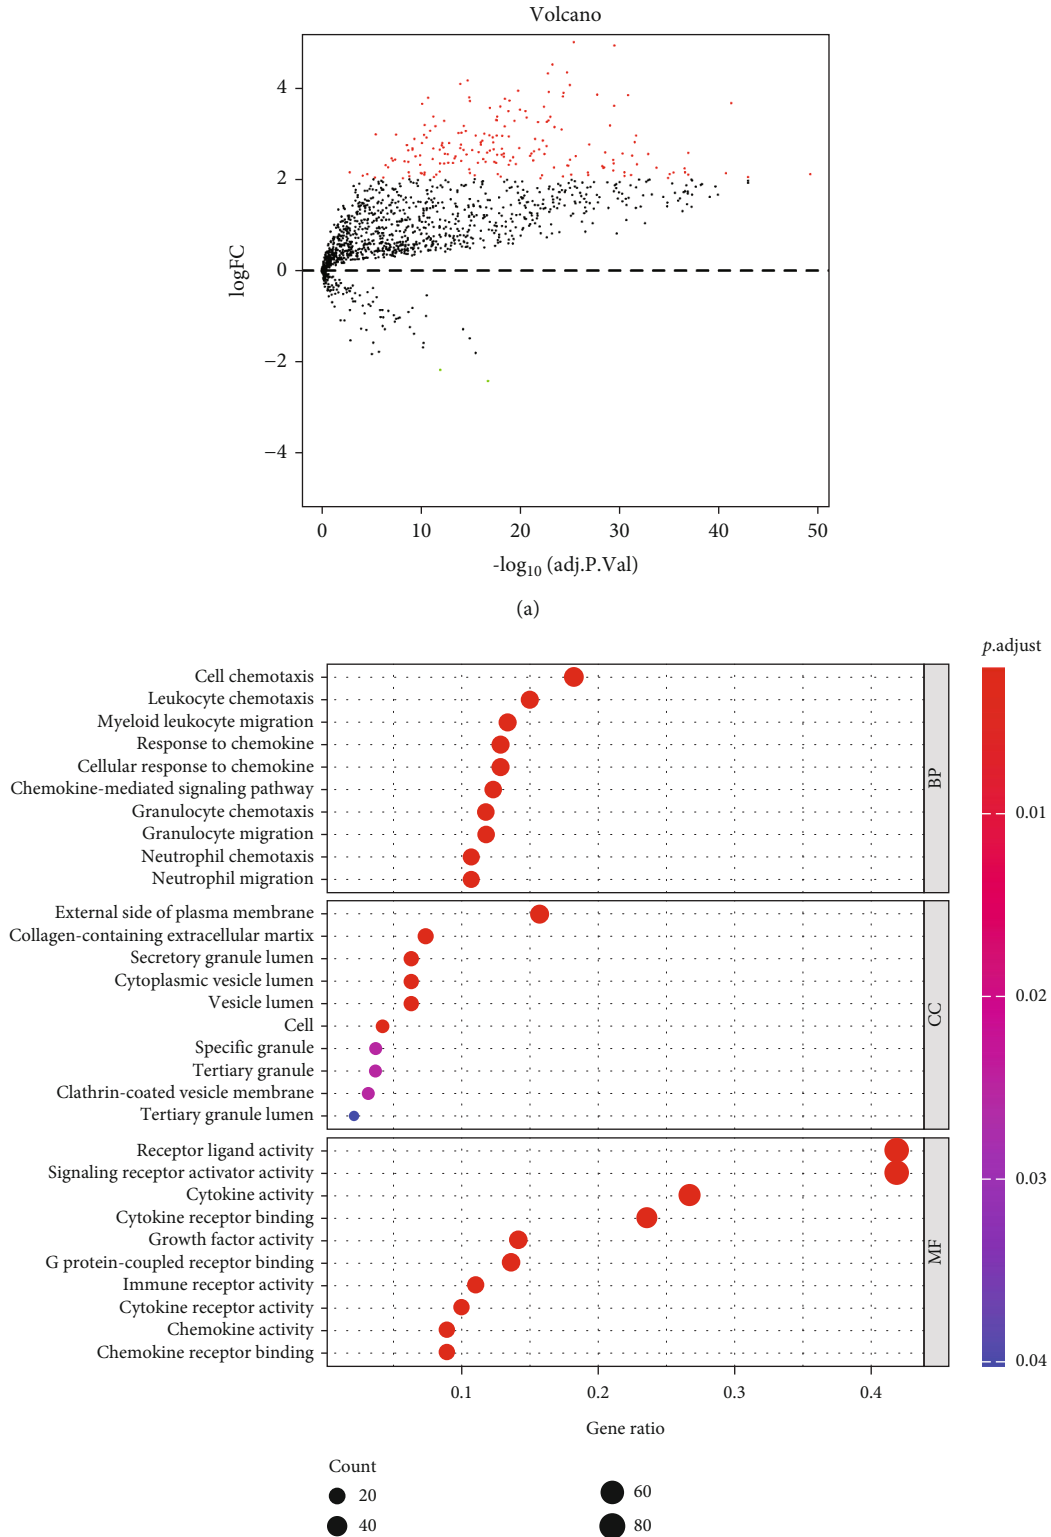 Volcano
4
2
0
−2
−4
logFC
0 10 20 30 40 50
-log10 (adj.P.Val)
(a)
p.adjust
Cell chemotaxis
Leukocyte chemotaxis
Myeloid leukocyte migration
Response to chemokine
Cellular response to chemokine
Chemokine-mediated signaling pathway
Granulocyte chemotaxis
Granulocyte migration
Neutrophil chemotaxis
Neutrophil migration
BP
External side of plasma membrane
Collagen-containing extracellular martix
Secretory granule lumen
Cytoplasmic vesicle lumen
Vesicle lumen
Cell
Specific granule
Tertiary granule
Clathrin-coated vesicle membrane
Tertiary granule lumen
CC
Receptor ligand activity
Signaling receptor activator activity
Cytokine activity
Cytokine receptor binding
Growth factor activity
G protein-coupled receptor binding
Immune receptor activity
Cytokine receptor activity
Chemokine activity
Chemokine receptor binding
MF
0.01
0.02
0.03
0.04
0.1 0.2 0.3 0.4
Gene ratio
Count
20 60
40 80